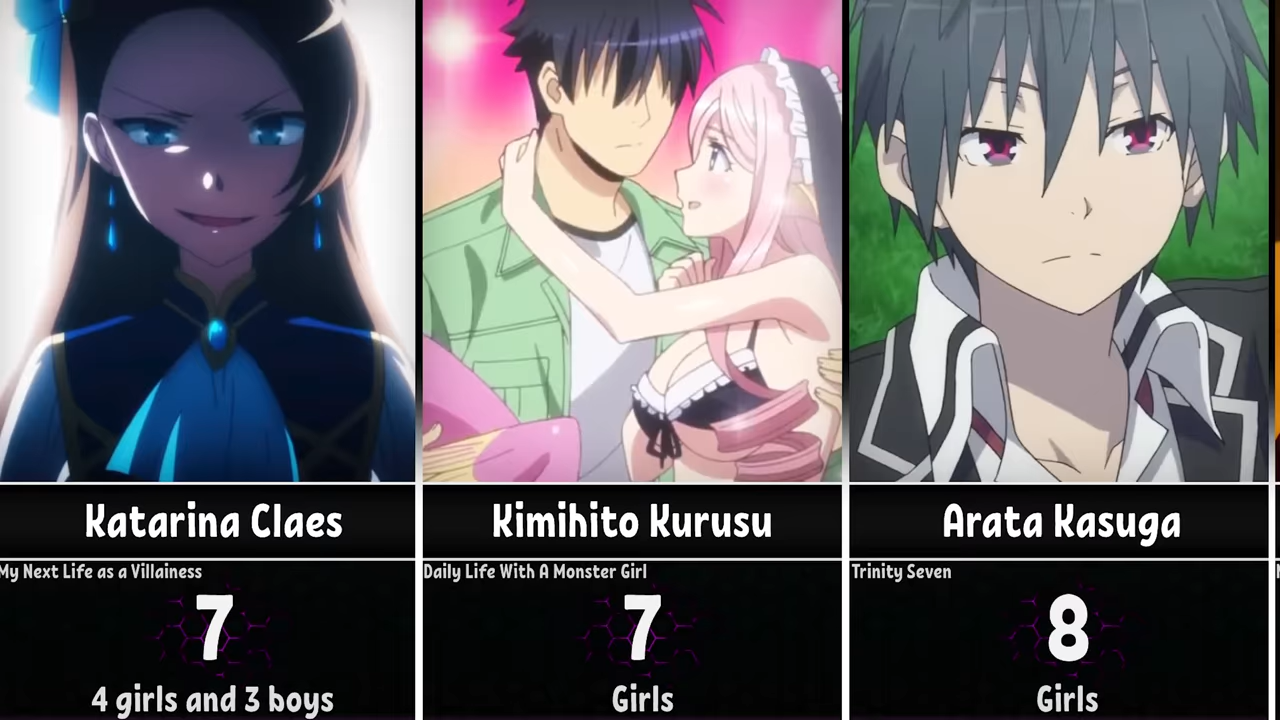 Katarina Claes
My Next Life as a Villainess
7
4 girls and 3 boys
Kimihito Kurusu
Daily Life With A Monster Girl
7
Girls
Arata Kasuga
Trinity Seven
8
Girls